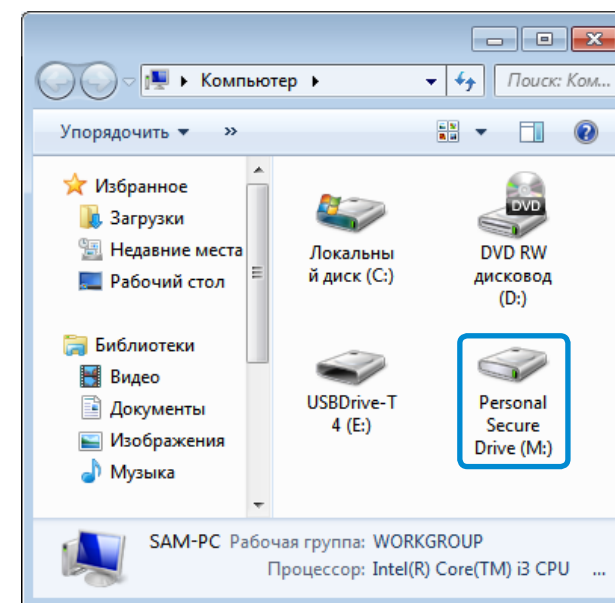 Компьютер
Поиск: Ком...
Упорядочить
»
Избранное
Загрузки
Недавние места
Рабочий стол
Библиотеки
Видео
Документы
Изображения
Музыка
Локальны
й диск (C:)
DVD
DVD RW
дисковод
(D:)
USBDrive-T
4 (E:)
Personal
Secure
Drive (M:)
SAM-PC Рабочая группа: WORKGROUP
Процессор: Intel(R) Core(TM) i3 CPU ...